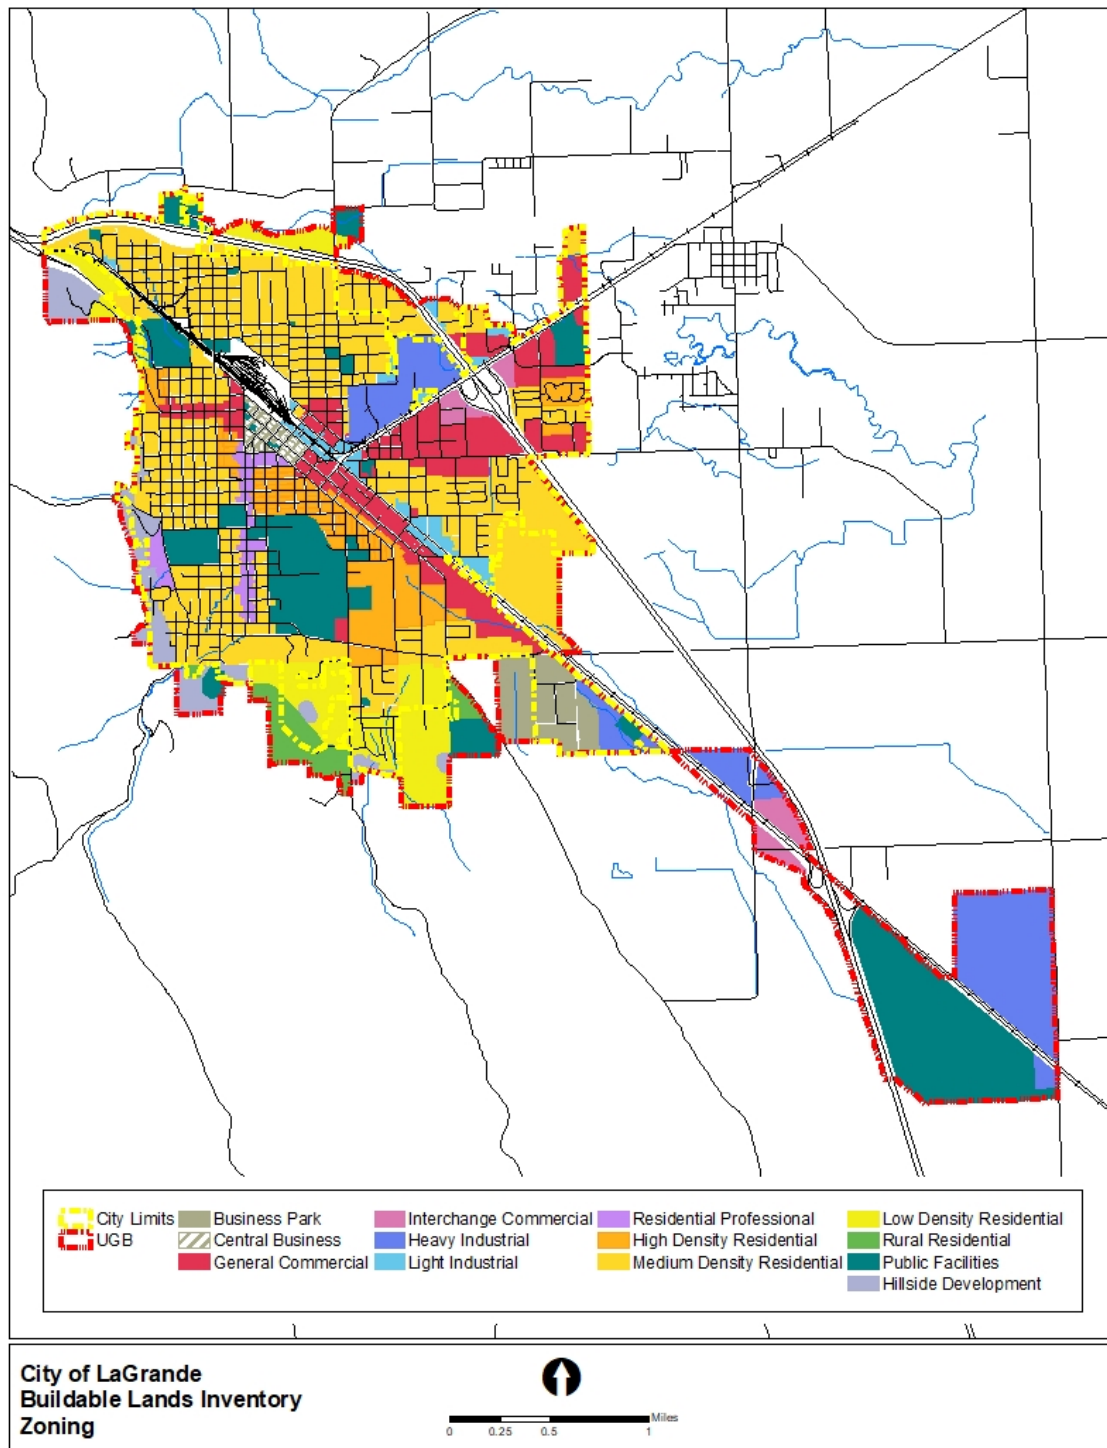 City Limits
UGB
Business Park
Central Business
General Commercial
Interchange Commercial
Heavy Industrial
Light Industrial
Residential Professional
High Density Residential
Medium Density Residential
Low Density Residential
Rural Residential
Public Facilities
Hillside Development
City of LaGrande
Buildable Lands Inventory
Zoning
Miles
0 0.25 0.5 1